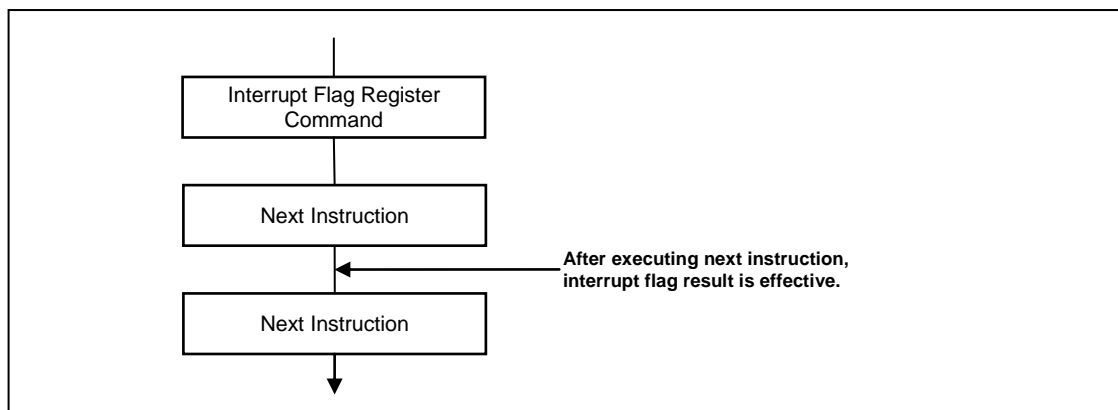 Interrupt Flag Register
Command
Next Instruction
After executing next instruction,
interrupt flag result is effective.
Next Instruction